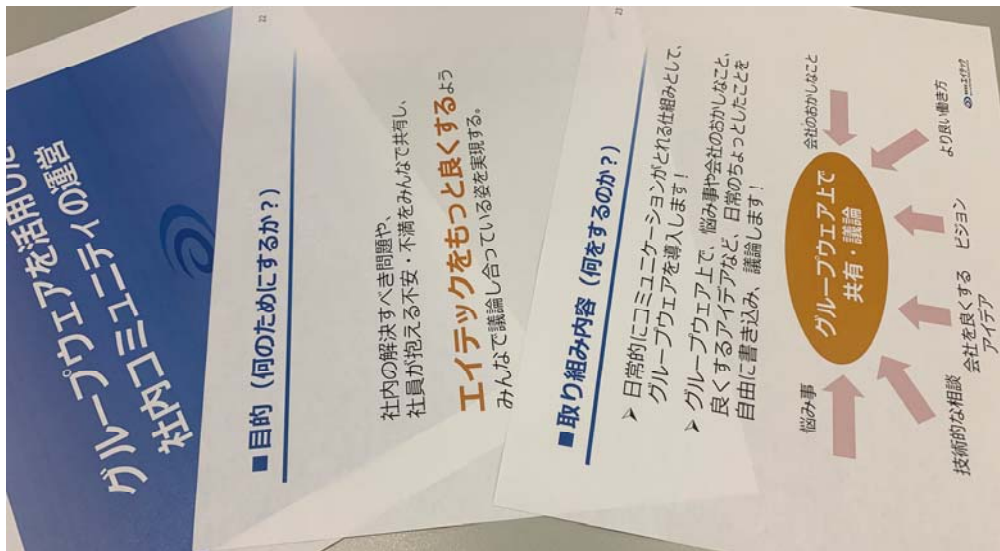 グループウエアを活用した
社内コミュニティの運営
22
■目的（何のためにするか？）
社内の解決すべき問題や、
社員が抱える不安・不満をみんなで共有し、
エイテックをもっと良くするよう
みんなで議論し合っている姿を実現する。
23
■取り組み内容（何をするのか？）
➤ 日常的にコミュニケーションがとれる仕組みとして、
グループウェアを導入します！
➤ グループウェア上で、悩み事や会社のおかしなこと、
良くするアイデアなど、日常のちょっとしたことを
自由に書き込み、議論します！
悩み事
会社のおかしなこと
グループウェア上で
共有・議論
技術的な相談
会社を良くする
アイデア
ビジョン
より良い働き方
株式会社エイテック